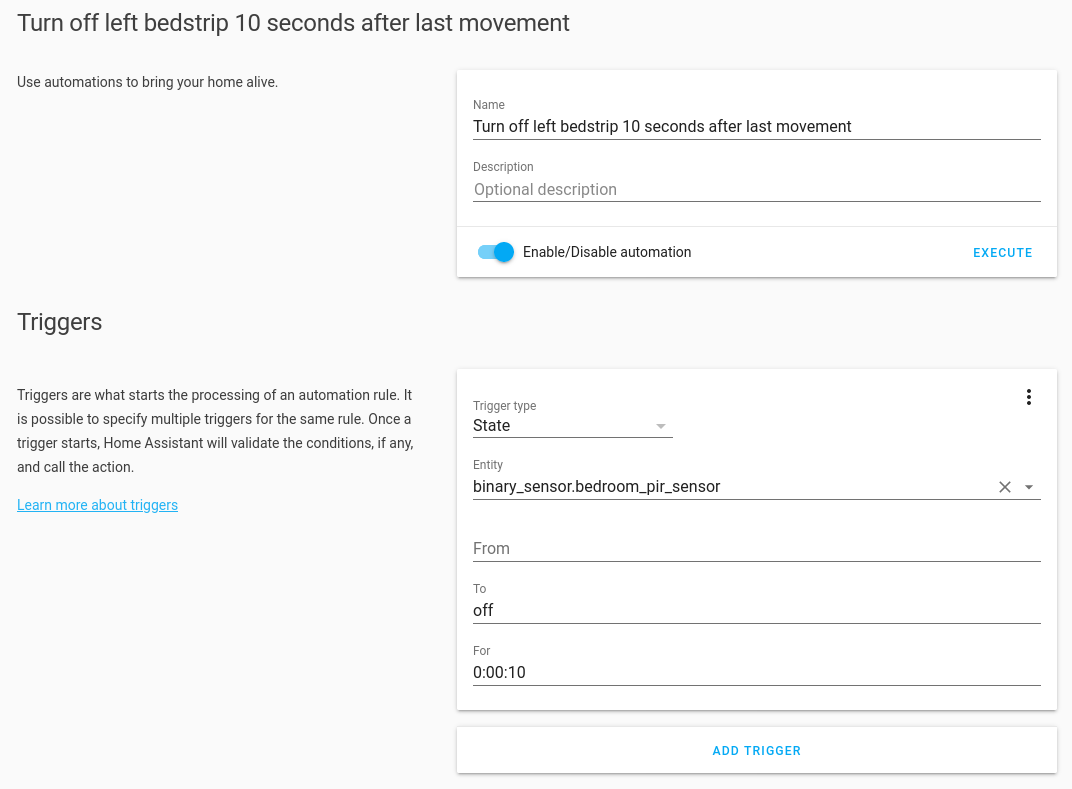 Turn off left bedstrip 10 seconds after last movement
Use automations to bring your home alive.
Name
Turn off left bedstrip 10 seconds after last movement
Description
Optional description
Enable/Disable automation
EXECUTE
Triggers
Triggers are what starts the processing of an automation rule. It
is possible to specify multiple triggers for the same rule. Once a
trigger starts, Home Assistant will validate the conditions, if any,
and call the action.
Learn more about triggers
Trigger type
State
Entity
binary_sensor.bedroom_pir_sensor
From
To
off
For
0:00:10
ADD TRIGGER